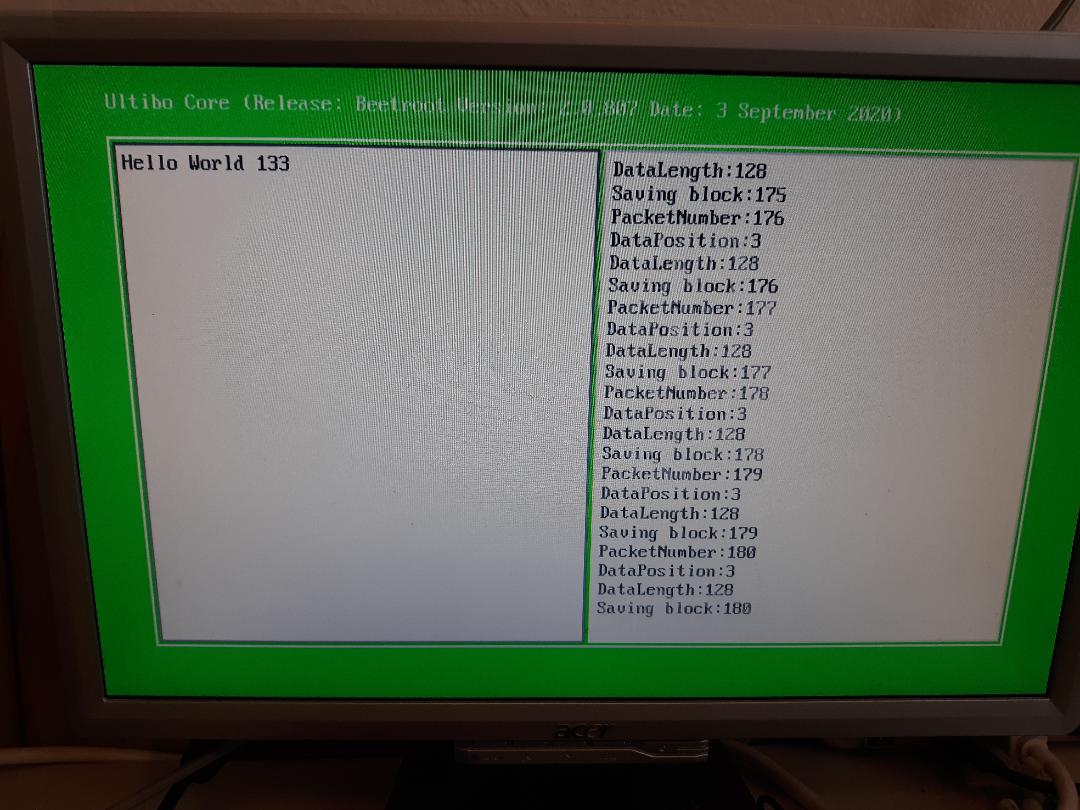 Ultibo Core (Release: Beetroot Version: 2.0.807 Date: 3 September 2020)
Hello World 133
DataLength:128
Saving block:175
PacketNumber:176
DataPosition:3
DataLength:128
Saving block:176
PacketNumber:177
DataPosition:3
DataLength:128
Saving block:177
PacketNumber:178
DataPosition:3
DataLength:128
Saving block:178
PacketNumber:179
DataPosition:3
DataLength:128
Saving block:179
PacketNumber:180
DataPosition:3
DataLength:128
Saving block:180
acer